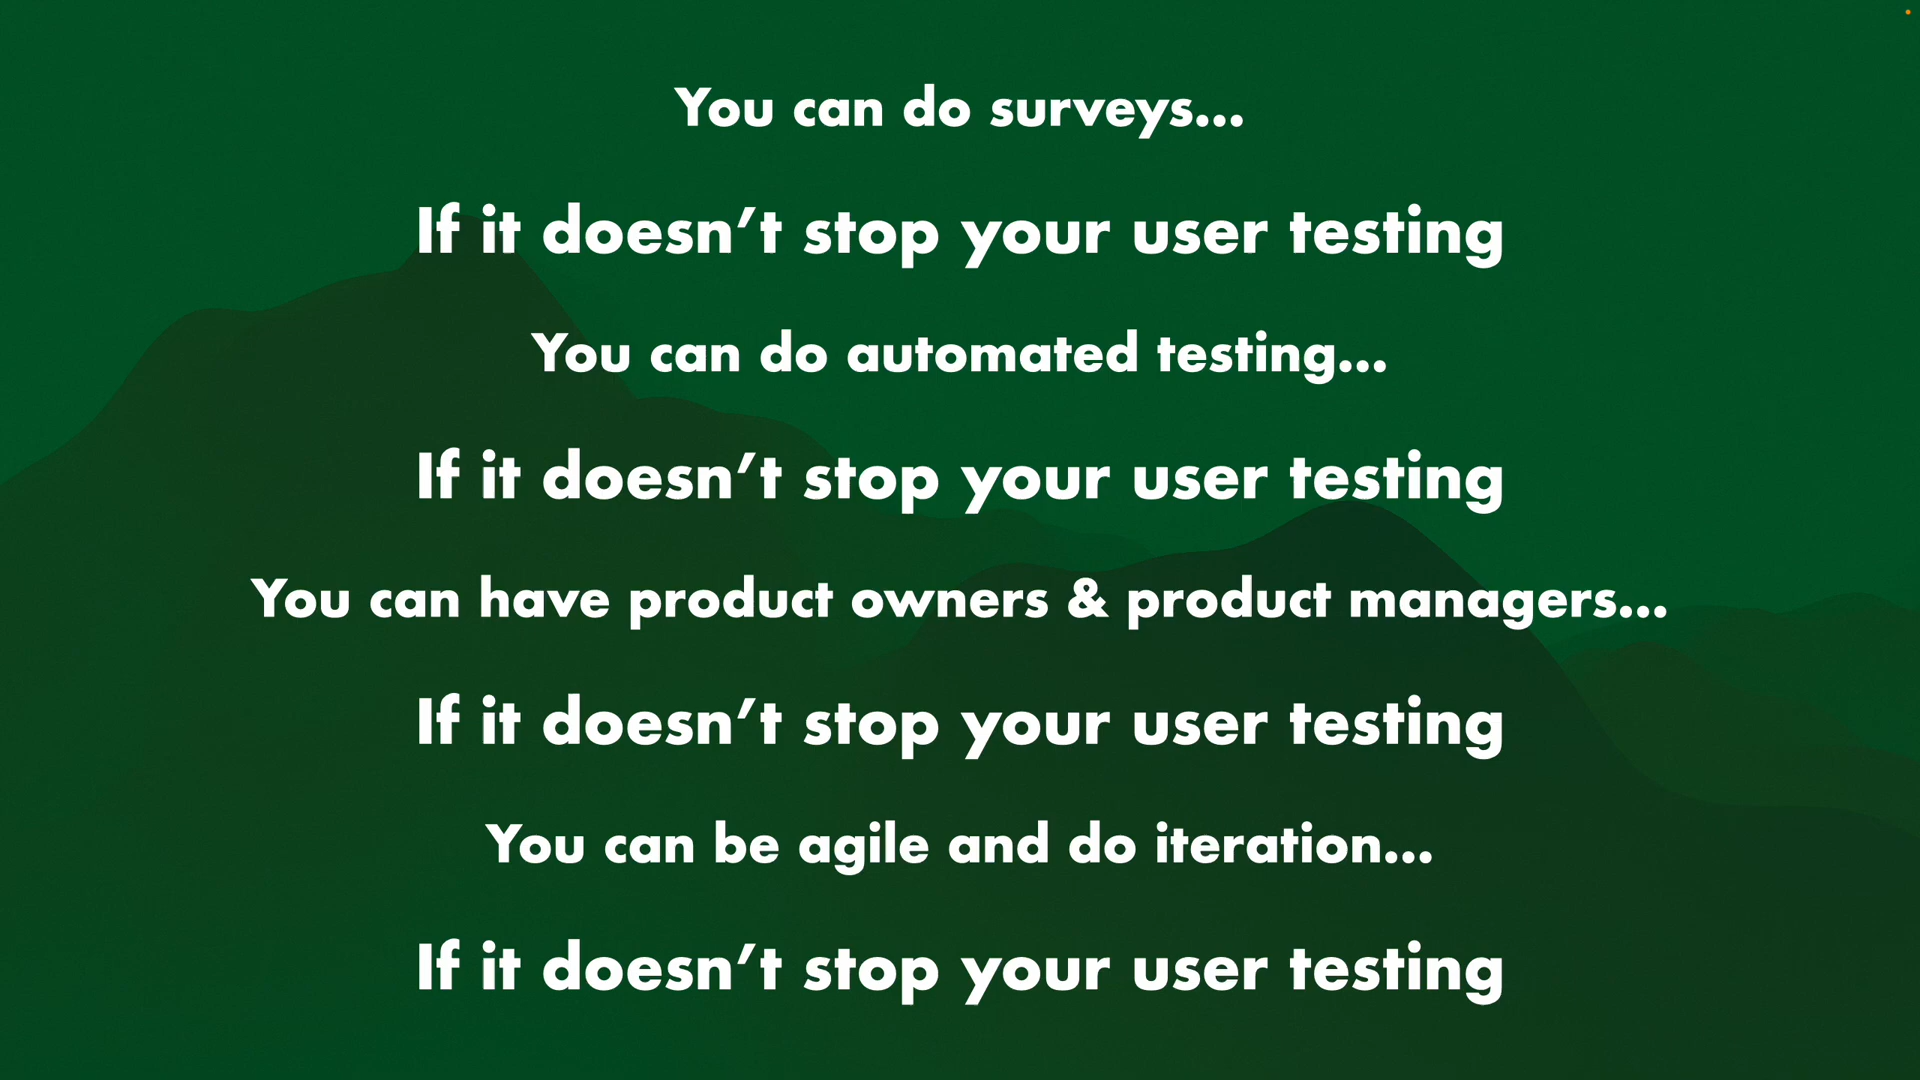 You can do surveys...
If it doesn’t stop your user testing
You can do automated testing...
If it doesn’t stop your user testing
You can have product owners & product managers...
If it doesn’t stop your user testing
You can be agile and do iteration...
If it doesn’t stop your user testing